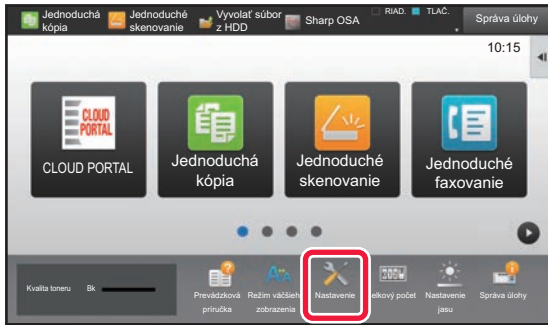 Jednoduchá
kópia
Jednoduché
skenovanie
Vyvolať súbor
z HDD
Sharp OSA
RIAD.
TLAČ.
Správa úlohy
10:15
CLOUD
PORTAL
CLOUD PORTAL
Jednoduchá
kópia
Jednoduché
skenovanie
Jednoduché
faxovanie
Kvalita toneru
Bk
Prevádzková
príručka
Režim väčšieh
zobrazenia
Nastavenie
elkový počet
Nastavenie
jasu
Správa úlohy